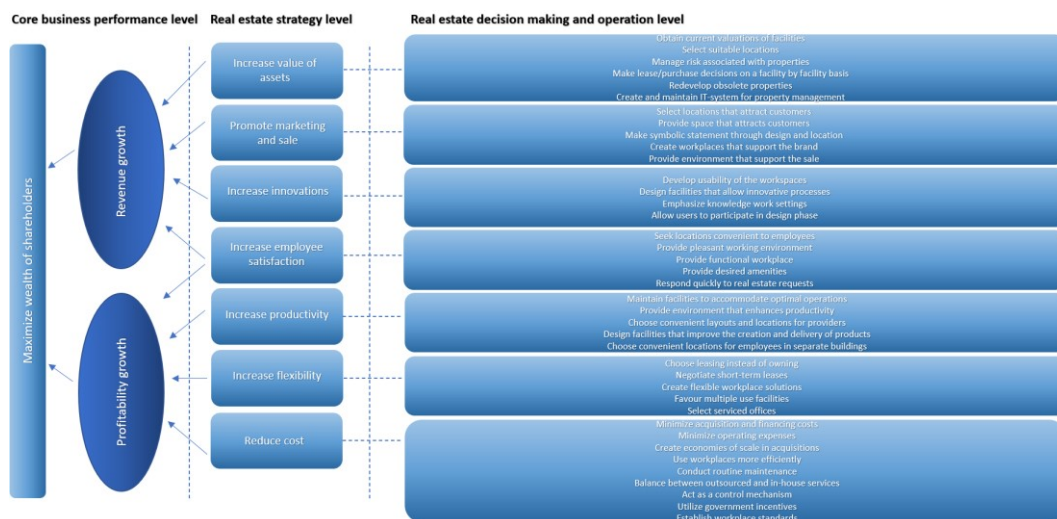 Core business performance level
Real estate strategy level
Real estate decision making and operation level
Maximize wealth of shareholders
Revenue growth
Profitability growth
Increase value of
assets
Promote marketing
and sale
Increase innovations
Increase employee
satisfaction
Increase productivity
Increase flexibility
Reduce cost
Obtain current valuations of facilities
Select suitable locations
Manage risk associated with properties
Make lease/purchase decisions on a facility by facility basis
Redevelop obsolete properties
Create and maintain IT-system for property management
Select locations that attract customers
Provide space that attracts customers
Make symbolic statement through design and location
Create workplaces that support the brand
Provide environment that support the sale
Develop usability of the workspaces
Design facilities that allow innovative processes
Emphasize knowledge work settings
Allow users to participate in design phase
Seek locations convenient to employees
Provide pleasant working environment
Provide functional workplace
Provide desired amenities
Respond quickly to real estate requests
Maintain facilities to accommodate optimal operations
Provide environment that enhances productivity
Choose convenient layouts and locations for providers
Design facilities that improve the creation and delivery of products
Choose convenient locations for employees in separate buildings
Choose leasing instead of owning
Negotiate short-term leases
Create flexible workplace solutions
Favour multiple use facilities
Select serviced offices
Minimize acquisition and financing costs
Minimize operating expenses
Create economies of scale in acquisitions
Use workplaces more efficiently
Conduct routine maintenance
Balance between outsourced and in-house services
Act as a control mechanism
Utilize government incentives
Establish workplace standards